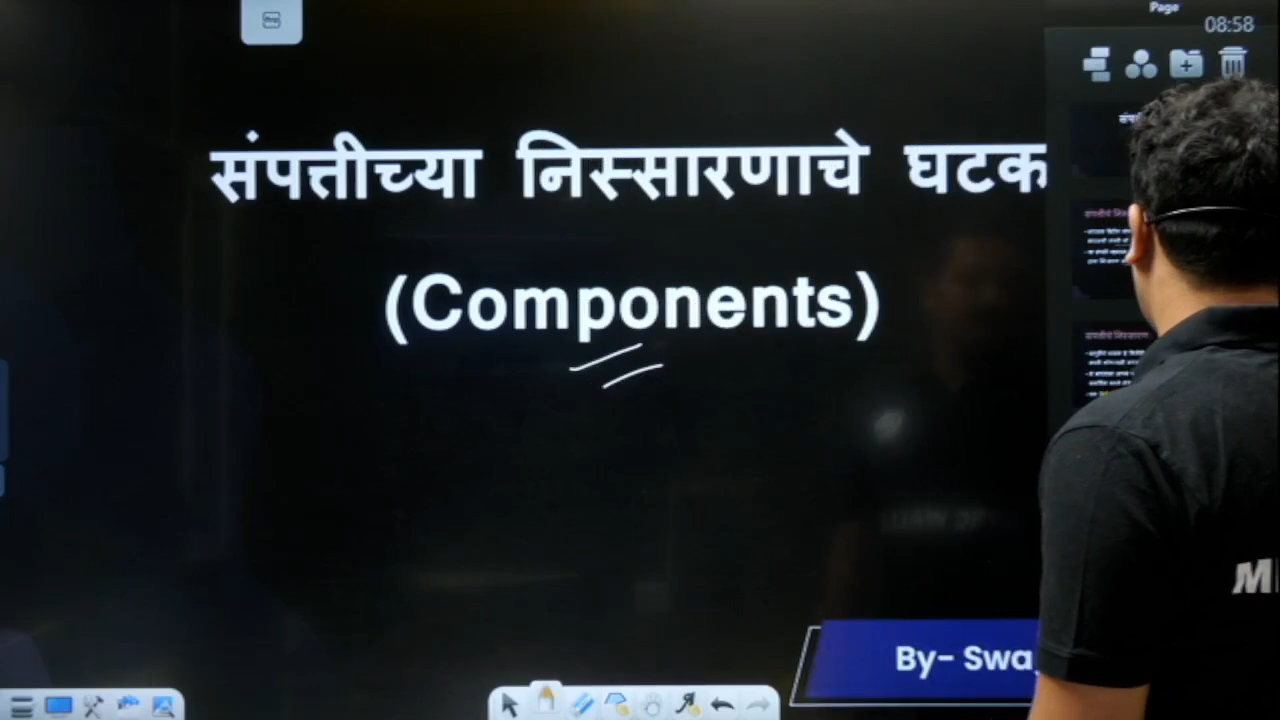 Page
08:58
संपत्तीच्या निस्सारणाचे घटक
(Components)
By- Swa